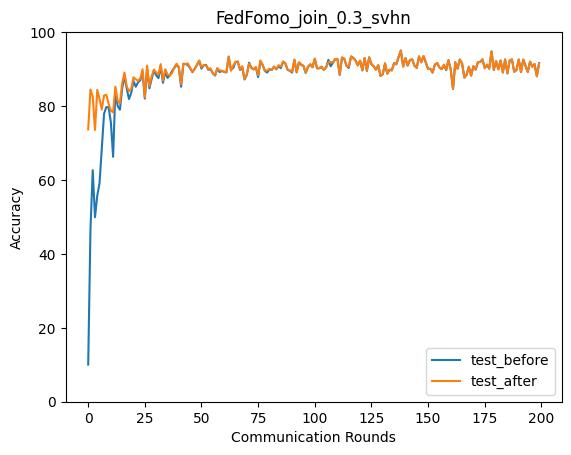 FedFomo_join_0.3_svhn
100
80
60
40
20
0
Accuracy
0 25 50 75 100 125 150 175 200
Communication Rounds
test_before
test_after